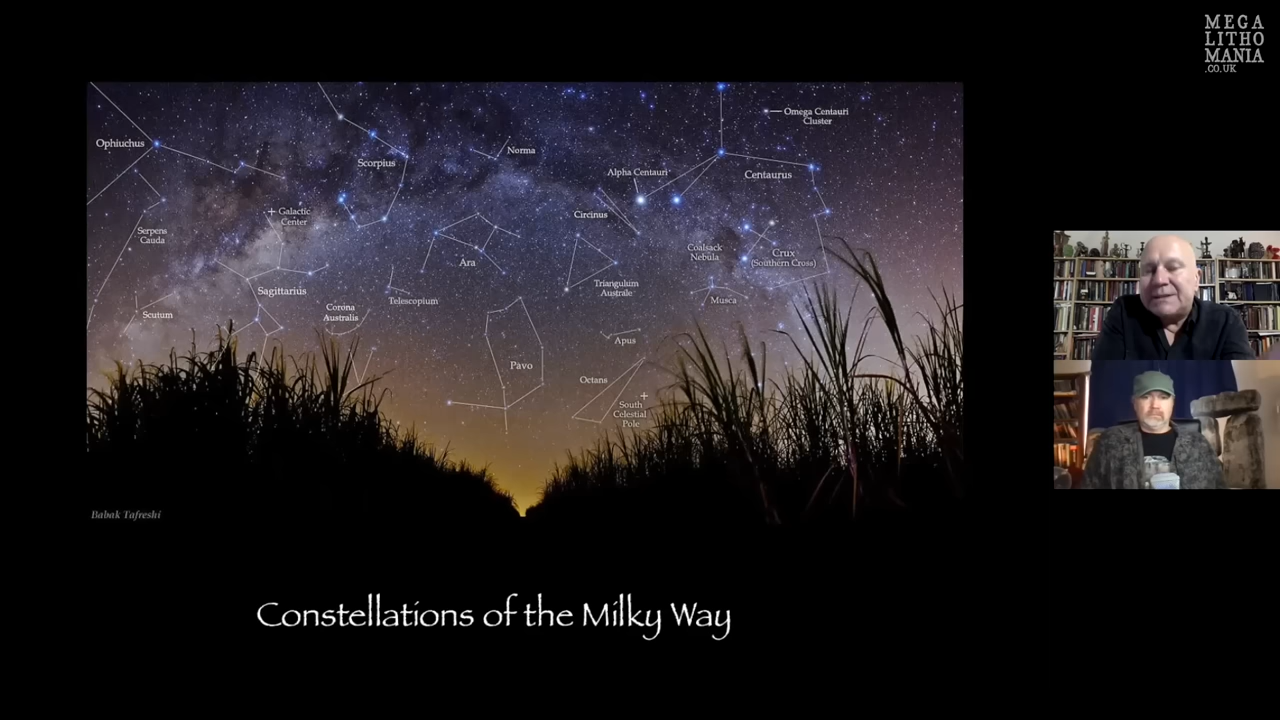 MEGA
LITHO
MANIA
.CO.UK
Omega Centauri
Cluster
Ophiuchus
Norma
Scorpius
Alpha Centauri
Centaurus
Galactic
Center
Circinus
Serpens
Cauda
Coalsack
Nebula
Crux
(Southern Cross)
Ara
Sagittarius
Triangulum
Australe
Telescopium
Musca
Corona
Australis
Scutum
Apus
Pavo
Octans
South
Celestial
Pole
Babak Tafreshi
Constellations of the Milky Way